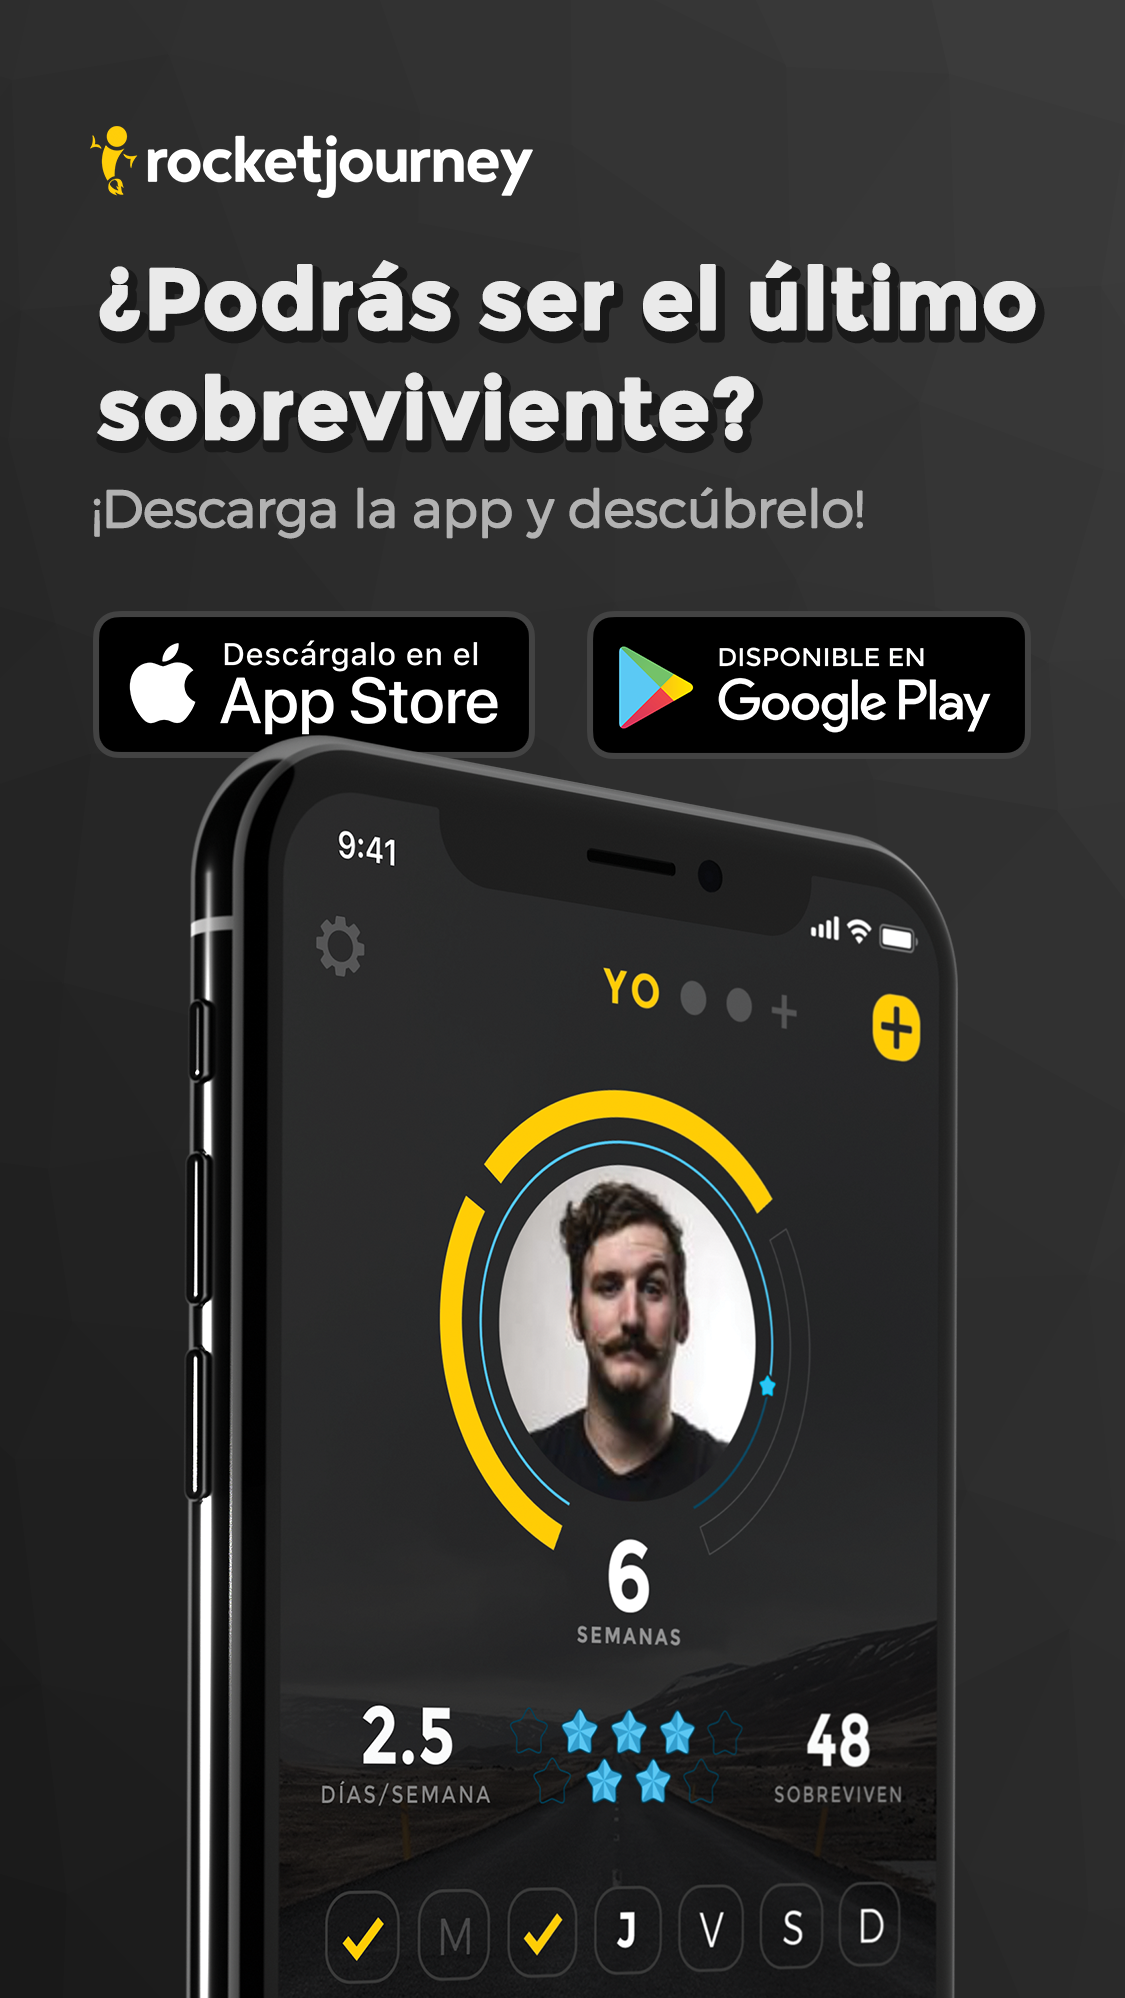 rocketjourney
¿Podrás ser el último
sobreviviente?
¡Descarga la app y descúbrelo!
Descárgalo en el
App Store
DISPONIBLE EN
Google Play
9:41
YO
6
SEMANAS
2.5
DÍAS/SEMANA
48
SOBREVIVEN
M J V S D